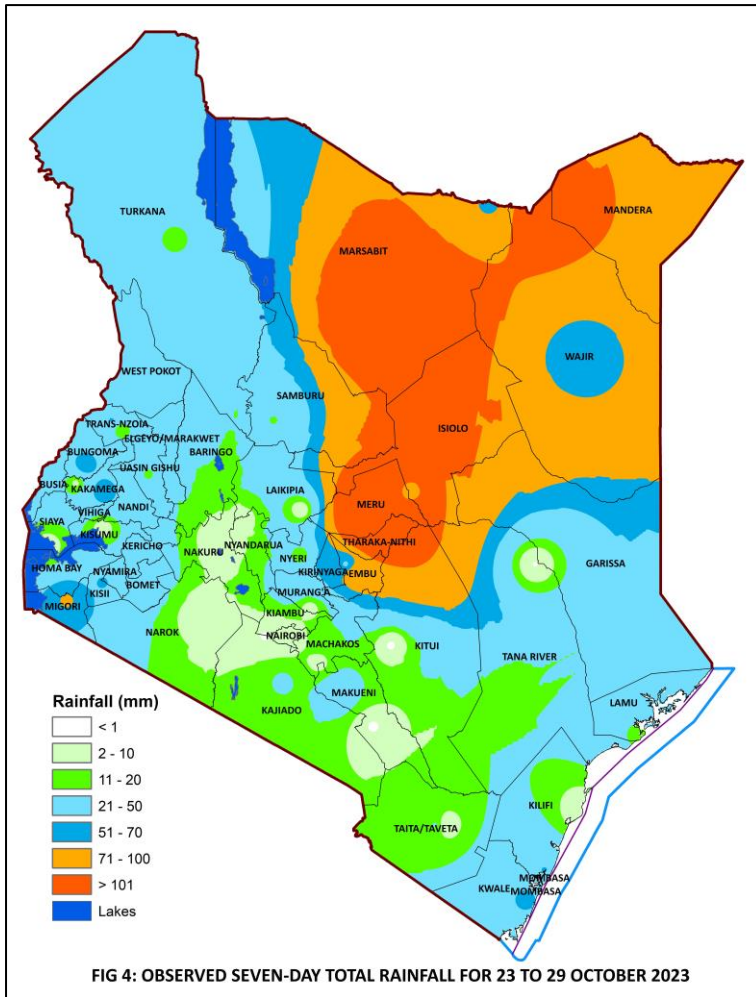 TURKANA
MANDERA
MARSABIT
WAJIR
WEST POKOT
SAMBURU
ISIOLO
TRANS-NZOIA
ELGEYO/MARAKWET
BUNGOMA
BARINGO
UASIN GISHU
BUSIA
KAKAMEGA
LAIKIPIA
MERU
NANDI
VIHIGA
SIAYA
KISUMU
THARAKA-NITHI
KERICHO
NAKURU
NYANDARUA
NYERI
GARISSA
HOMA BAY
NYAMIRA
KIRINYAGA
EMBU
BOMET
KISII
MURANG'A
MIGORI
KIAMBU
NAROK
NAIROBI
MACHAKOS
KITUI
TANA RIVER
MAKUENI
LAMU
KAJIADO
KILIFI
TAITA/TAVETA
MOMBASA
KWALE
MOMBASA
Rainfall (mm)
< 1
2 - 10
11 - 20
21 - 50
51 - 70
71 - 100
> 101
Lakes
FIG 4: OBSERVED SEVEN-DAY TOTAL RAINFALL FOR 23 TO 29 OCTOBER 2023